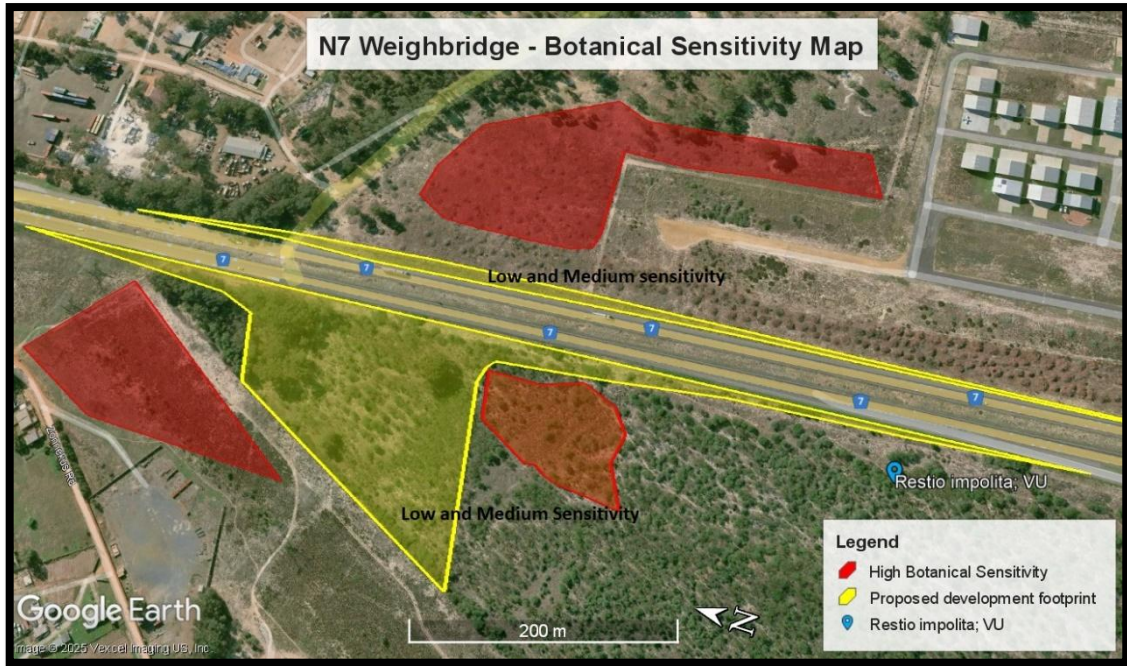 N7 Weighbridge - Botanical Sensitivity Map
7
7
Low and Medium sensitivity
7
7
7
7
Restio impolita; VU
Low and Medium Sensitivity
Legend
High Botanical Sensitivity
Proposed development footprint
Restio impolita; VU
Google Earth
200 m
N
Image © 2025 Vexcel Imaging US, Inc.